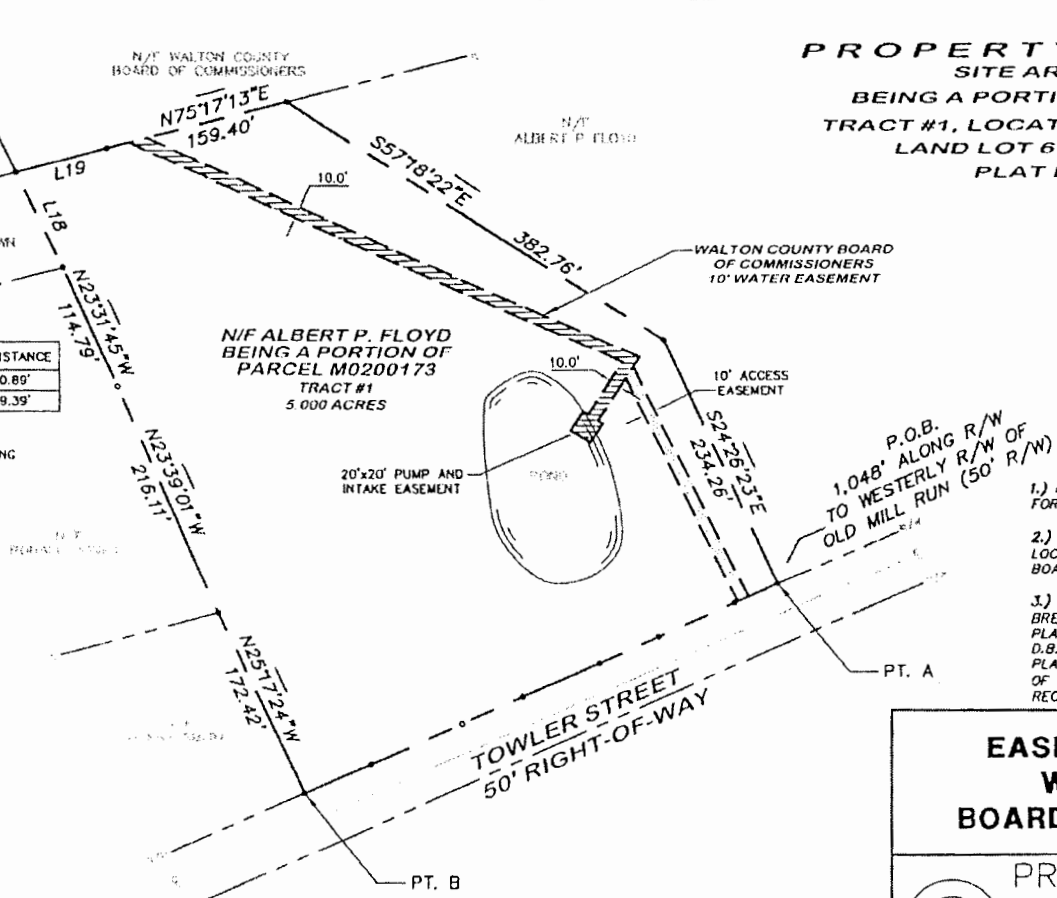 N/F WALTON COUNTY
BOARD OF COMMISSIONERS
PROPERTY
SITE AR
BEING A PORTI
TRACT #1, LOCAT
LAND LOT 6
PLAT
N75°17'13"E
159.40'
N/F
ALBERT P FLOYD
L19
S57°18'22"E
382.76'
10.0'
L18
WALTON COUNTY BOARD
OF COMMISSIONERS
10' WATER EASEMENT
N23°31'45"W
114.79'
N/F ALBERT P. FLOYD
BEING A PORTION OF
PARCEL M0200173
TRACT #1
5.000 ACRES
ISTANCE
0.89'
9.39'
10.0'
10' ACCESS
EASEMENT
S24°26'23"E
234.26'
P.O.B.
1,048' ALONG R/W
TO WESTERLY R/W OF
OLD MILL RUN (50' R/W)
N23°39'01"W
216.11'
20'x20' PUMP AND
INTAKE EASEMENT
POND
NG
1.)
FOR
2.)
LOC
BOA
3.)
BRE
PLA
D.B.
PLA
OF
REC
N25°17'24"W
172.42'
PT. A
TOWLER STREET
50' RIGHT-OF-WAY
PT. B
EASE
W
BOARD
PR